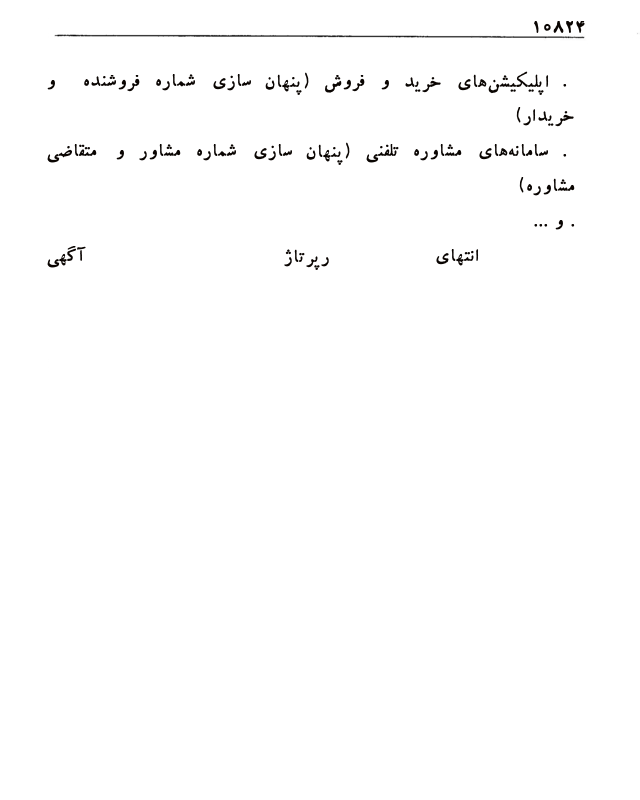 ۱۰۸۲۴
. اپلیکیشن‌های خرید و فروش (پنهان سازی شماره فروشنده و
خریدار)
. سامانه‌های مشاوره تلفنی (پنهان سازی شماره مشاور و متقاضی
مشاوره)
. و ...
انتهای رپرتاژ آگهی